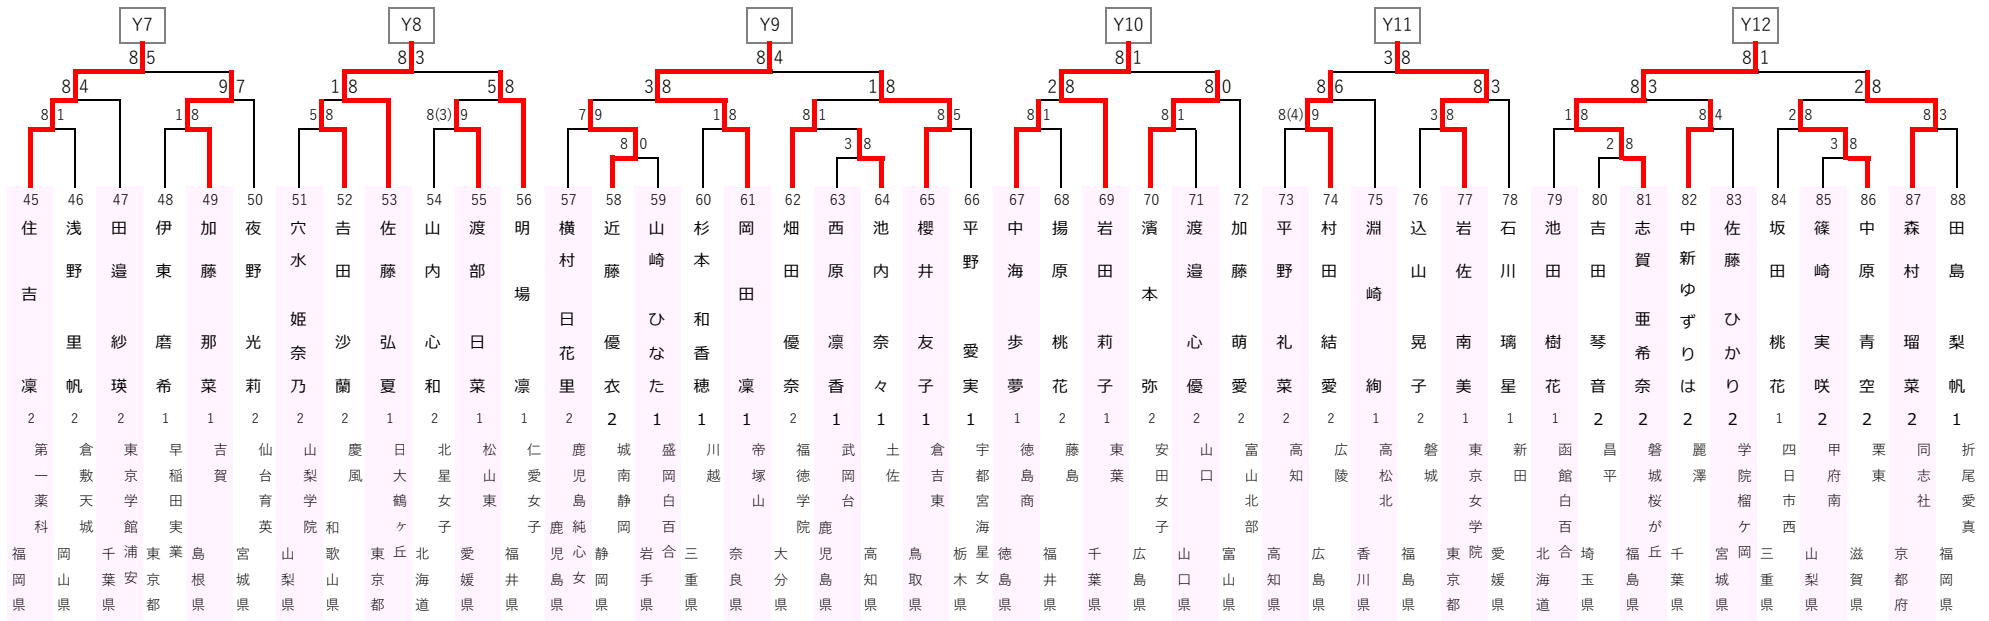 Y7 Y8 Y9 Y10 Y11 Y12
8 5 8 3 8 4 8 1 3 8 8 1
8 4 9 7 1 8 5 8 3 8 1 8 2 8 8 0 8 6 8 3 8 3 2 8
8 1 1 8 5 8 8(3) 9 7 9 1 8 8 1 8 5 8 1 8 1 8(4) 9 3 8 1 8 8 4 2 8 8 3
8 0 3 8 2 8 3 8
45 46 47 48 49 50 51 52 53 54 55 56 57 58 59 60 61 62 63 64 65 66 67 68 69 70 71 72 73 74 75 76 77 78 79 80 81 82 83 84 85 86 87 88
住吉凜
浅野里帆
田邉紗瑛
伊東磨希
加藤那菜
夜野光莉
穴水姫奈乃
吉田沙蘭
佐藤弘夏
山内心和
渡部日菜
明場凛
横村日花里
近藤優衣
山崎ひなた
杉本和香穂
岡田凜
畑田優奈
西原凛香
池内奈々
櫻井友子
平野愛実
中海歩夢
揚原桃花
岩田莉子
濱本弥
渡邉心優
加藤萌愛
平野礼菜
村田結愛
淵崎絢
込山晃子
岩佐南美
石川璃星
池田樹花
吉田琴音
志賀亜希奈
中新ゆずりは
佐藤ひかり
坂田桃花
篠崎実咲
中原青空
森村瑠菜
田島梨帆
2 2 2 1 1 2 2 2 1 2 1 1 2 2 1 1 1 2 1 1 1 1 1 2 1 2 2 2 2 2 1 2 1 1 1 2 2 2 2 1 2 2 2 1
第一薬科
倉敷天城
東京学館浦安
早稲田実業
吉賀
仙台育英
山梨学院
慶風
日大鶴ヶ丘
北星女子
松山東
仁愛女子
鹿児島純心女
城南静岡
盛岡白百合
川越
帝塚山
福徳学院
武岡台
土佐
倉吉東
宇都宮海星女
徳島商
藤島
東葉
安田女子
山口
富山北部
高知
広陵
高松北
磐城
東京女学院
新田
函館白百合
昌平
磐城桜が丘
麗澤
学院榴ケ岡
四日市西
甲府南
栗東
同志社
折尾愛真
福岡県
岡山県
千葉県
東京都
島根県
宮城県
山梨県
和歌山県
東京都
北海道
愛媛県
福井県
鹿児島県
静岡県
岩手県
三重県
奈良県
大分県
鹿児島県
高知県
鳥取県
栃木県
徳島県
福井県
千葉県
広島県
山口県
富山県
高知県
広島県
香川県
福島県
東京都
愛媛県
北海道
埼玉県
福島県
千葉県
宮城県
三重県
山梨県
滋賀県
京都府
福岡県